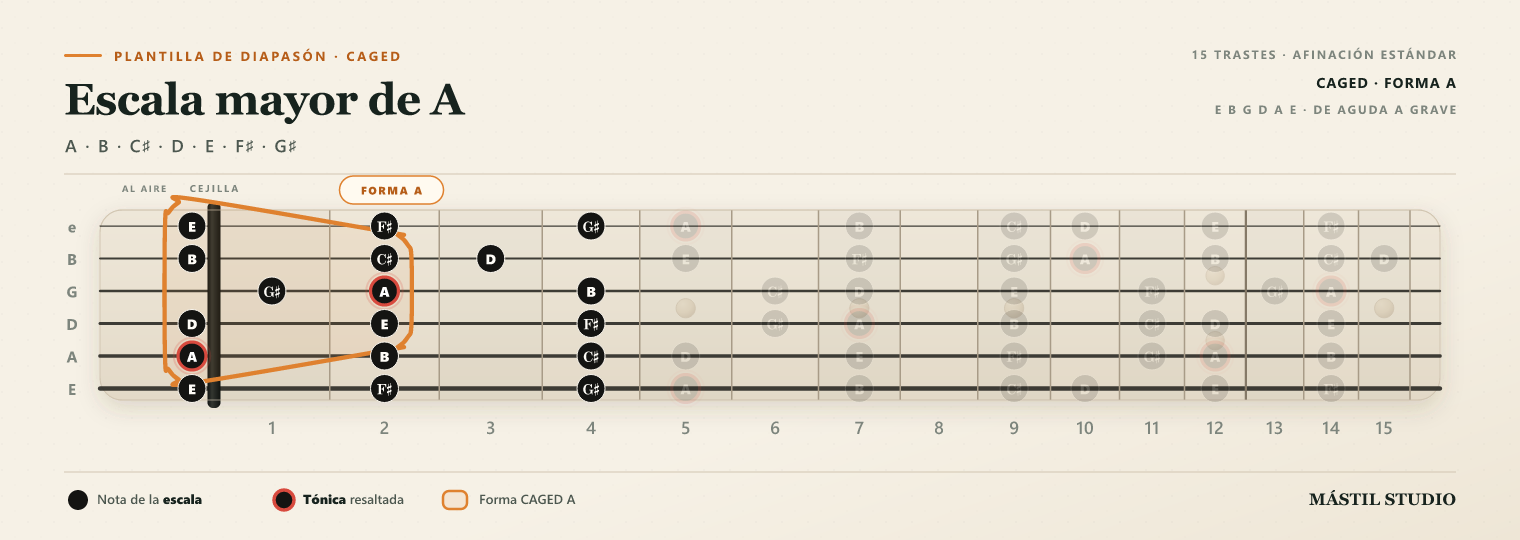 PLANTILLA DE DIAPASÓN · CAGED
15 TRASTES · AFINACIÓN ESTÁNDAR
Escala mayor de A
CAGED · FORMA A
E B G D A E · DE AGUDA A GRAVE
A · B · C♯ · D · E · F♯ · G♯
AL AIRE CEJILLA FORMA A
e E F♯ G♯ A B C♯ D E F♯
B B C♯ D E F♯ G♯ A B C♯ D
G G♯ A B C♯ D E F♯ G♯ A
D D E F♯ G♯ A B C♯ D E
A A B C♯ D E F♯ G♯ A B
E E F♯ G♯ A B C♯ D E F♯
1 2 3 4 5 6 7 8 9 10 11 12 13 14 15
Nota de la escala Tónica resaltada Forma CAGED A MÁSTIL STUDIO